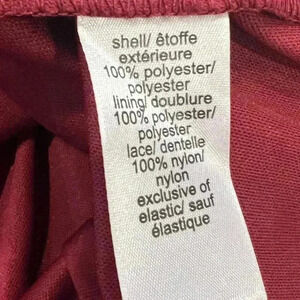 shell/ étoffe
extérieure
100% polyester/
polyester
lining/ doublure
100% polyester/
polyester
lace/ dentelle
100% nylon/
nylon
exclusive of
elastic/ sauf
élastique